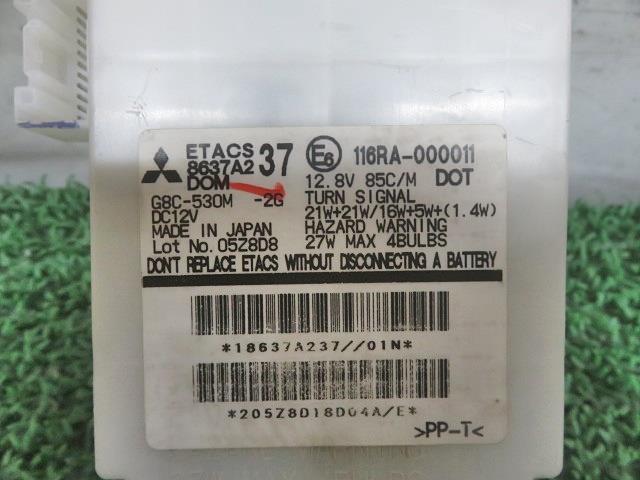 ETACS
8637A237
DOM
G8C-530M -2G
DC12V
MADE IN JAPAN
Lot No.05Z8D8
E6 116RA-000011
12.8V 85C/M DOT
TURN SIGNAL
21W+21W/16W+5W+(1.4W)
HAZARD WARNING
27W MAX 4BULBS
DON'T REPLACE ETACS WITHOUT DISCONNECTING A BATTERY
*18637A237//01N*
*205Z8D18D04A/E*
>PP-T<